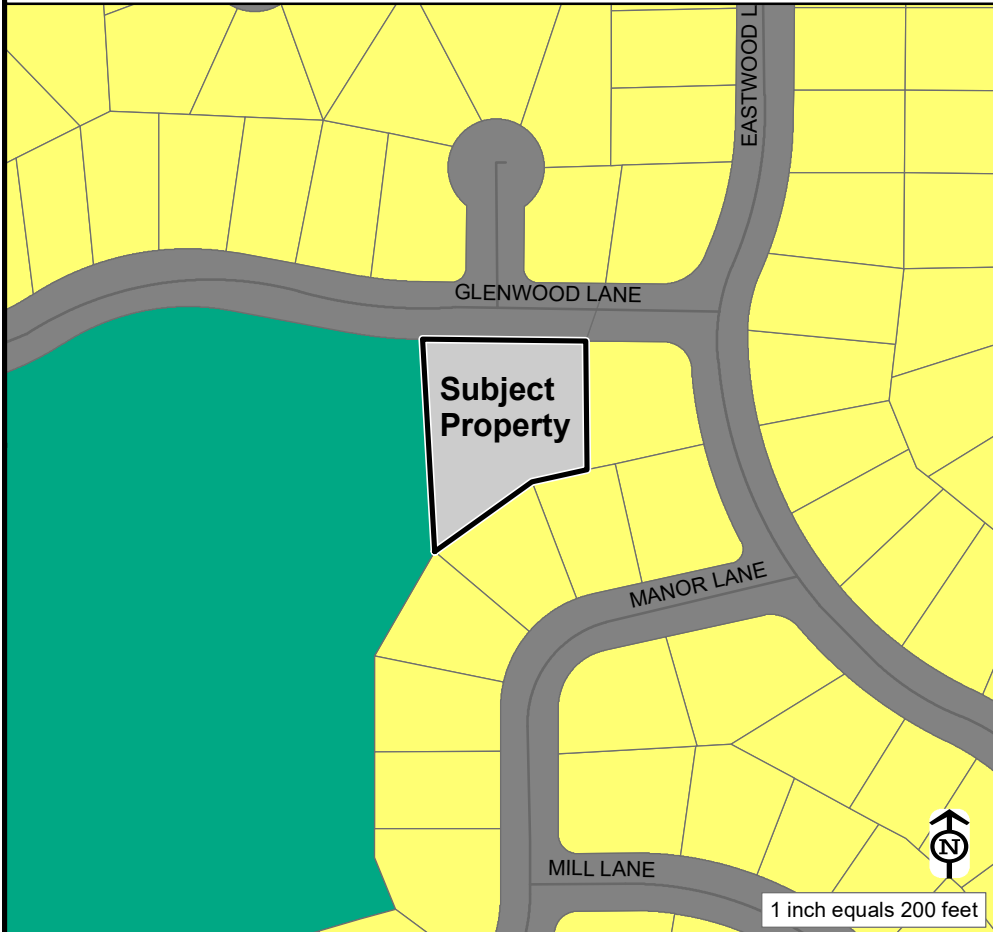 EASTWOOD L
GLENWOOD LANE
Subject
Property
MANOR LANE
N
MILL LANE
1 inch equals 200 feet